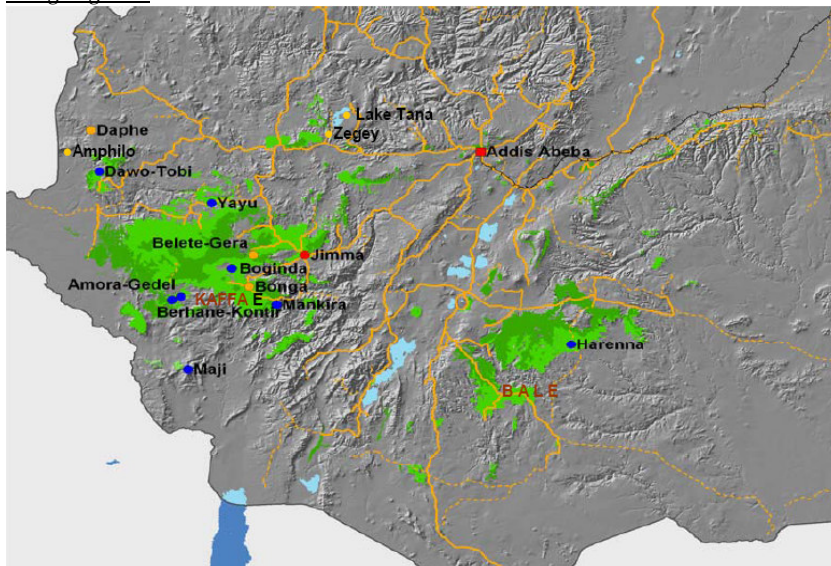 Lake Tana
Daphe
Zegey
Amphilo
Addis Abeba
Dawo-Tobi
Yayu
Belete-Gera
Jimma
Boginda
Amora-Gedel
Bonga
KAFFA E
Berhane-Kontir
Mankira
Harenna
Maji
BALE